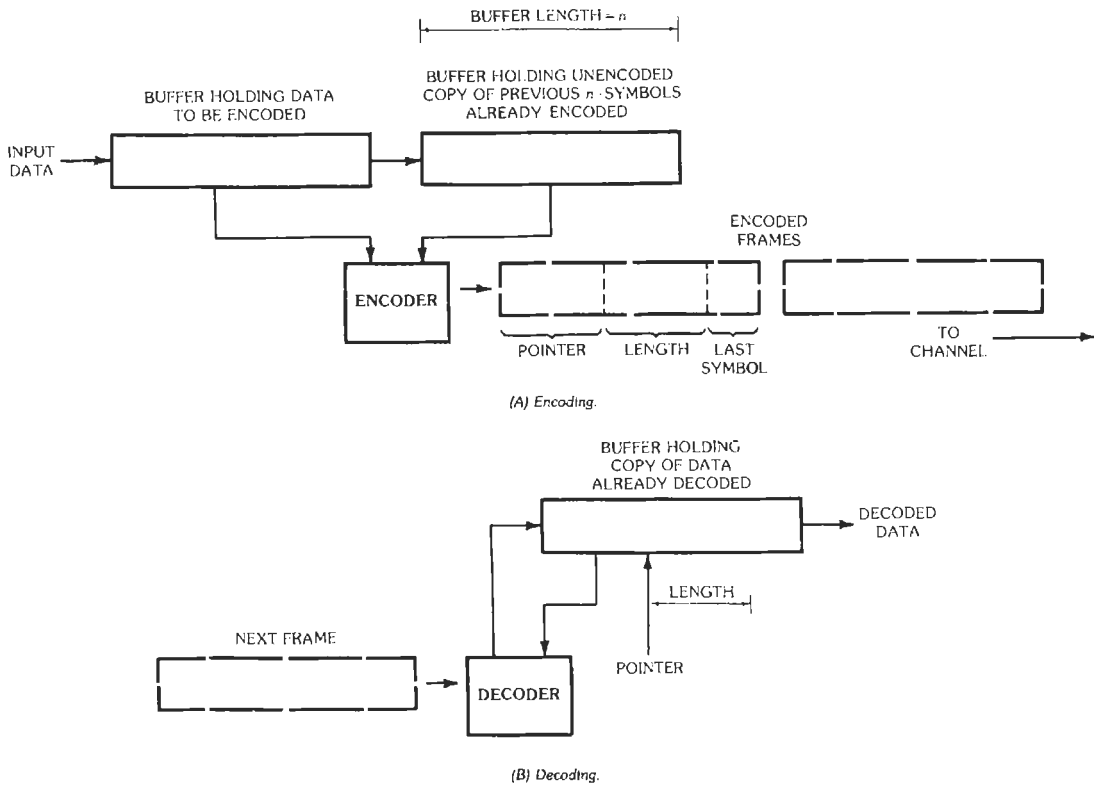 BUFFER LENGTH = n
BUFFER HOLDING DATA
TO BE ENCODED
BUFFER HOLDING UNENCODED
COPY OF PREVIOUS n · SYMBOLS
ALREADY ENCODED
INPUT
DATA
ENCODED
FRAMES
ENCODER
POINTER
LENGTH
LAST
SYMBOL
TO
CHANNEL
(A) Encoding.
BUFFER HOLDING
COPY OF DATA
ALREADY DECODED
DECODED
DATA
LENGTH
NEXT FRAME
POINTER
DECODER
(B) Decoding.